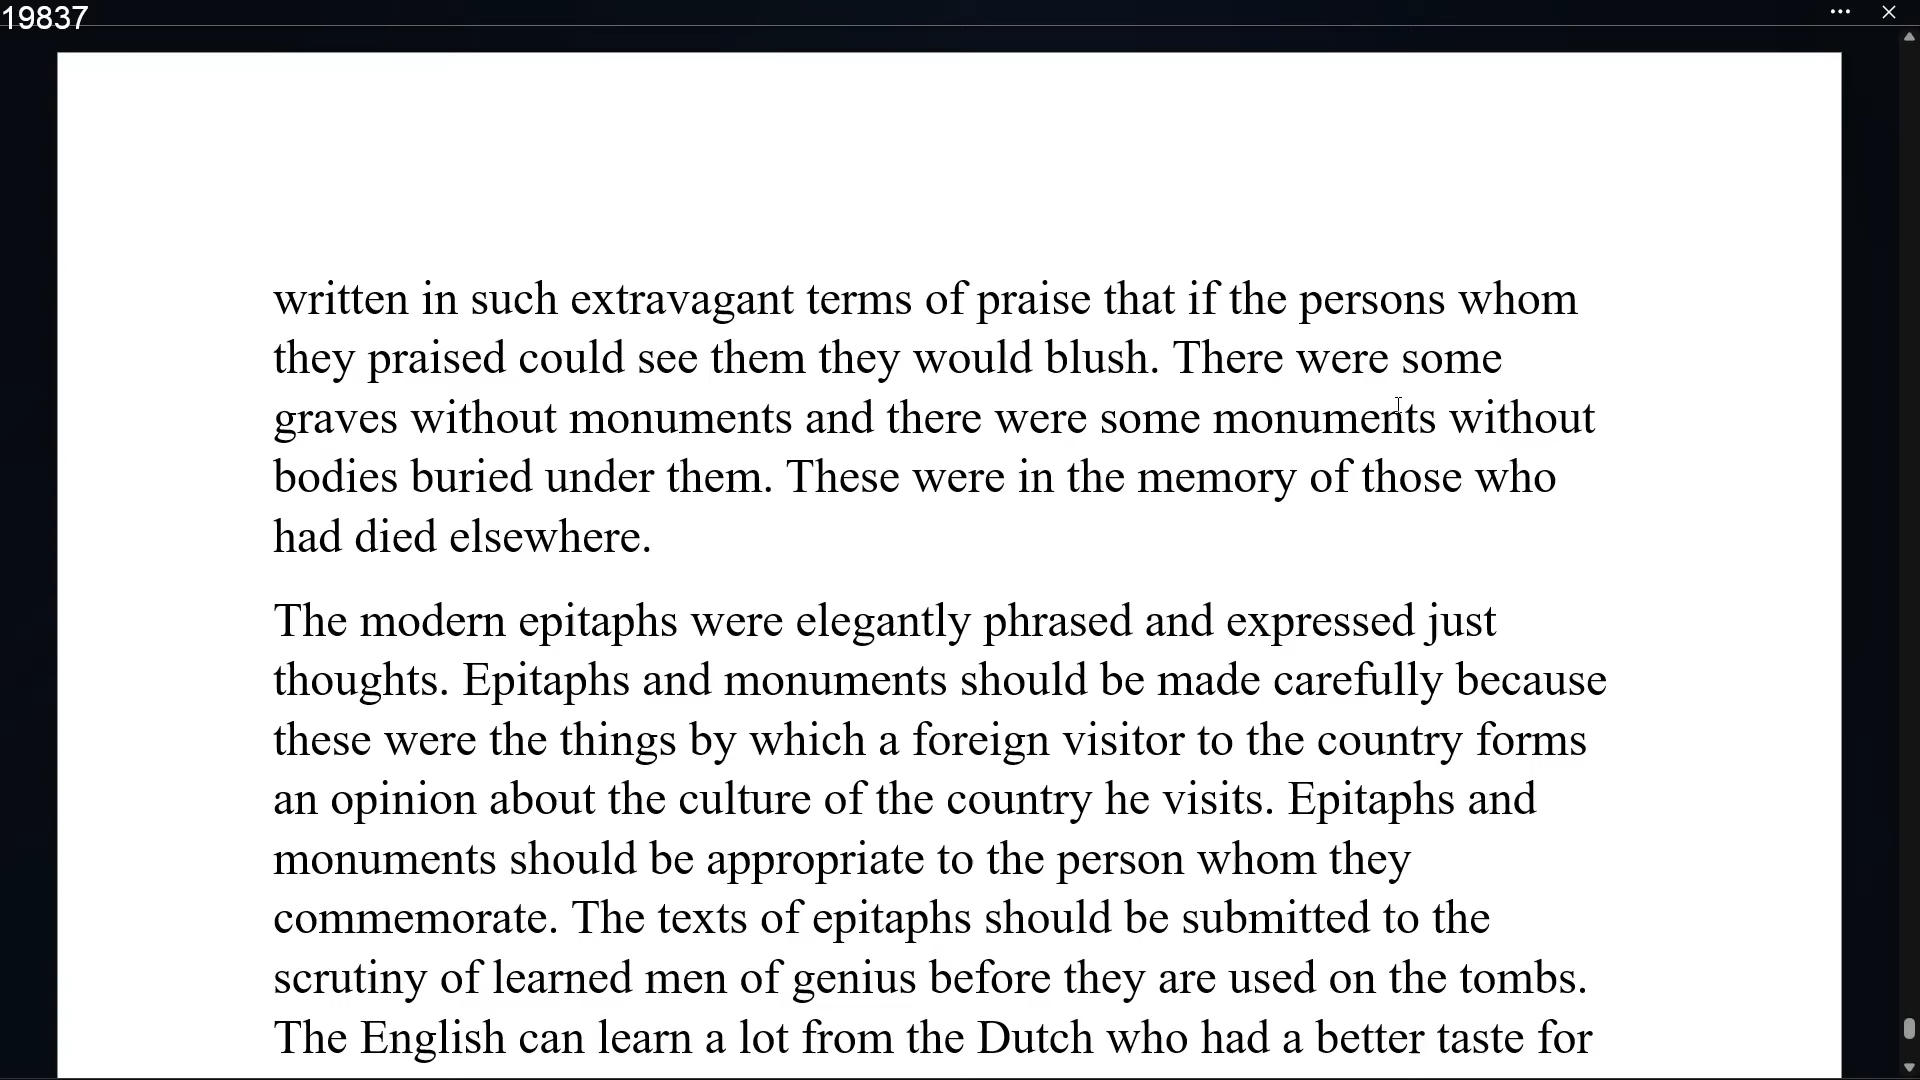 19837
written in such extravagant terms of praise that if the persons whom
they praised could see them they would blush. There were some
graves without monuments and there were some monuments without
bodies buried under them. These were in the memory of those who
had died elsewhere.
The modern epitaphs were elegantly phrased and expressed just
thoughts. Epitaphs and monuments should be made carefully because
these were the things by which a foreign visitor to the country forms
an opinion about the culture of the country he visits. Epitaphs and
monuments should be appropriate to the person whom they
commemorate. The texts of epitaphs should be submitted to the
scrutiny of learned men of genius before they are used on the tombs.
The English can learn a lot from the Dutch who had a better taste for